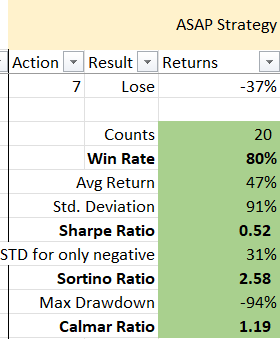 ASAP Strategy
Action Result Returns
7 Lose -37%
Counts 20
Win Rate 80%
Avg Return 47%
Std. Deviation 91%
Sharpe Ratio 0.52
STD for only negative 31%
Sortino Ratio 2.58
Max Drawdown -94%
Calmar Ratio 1.19